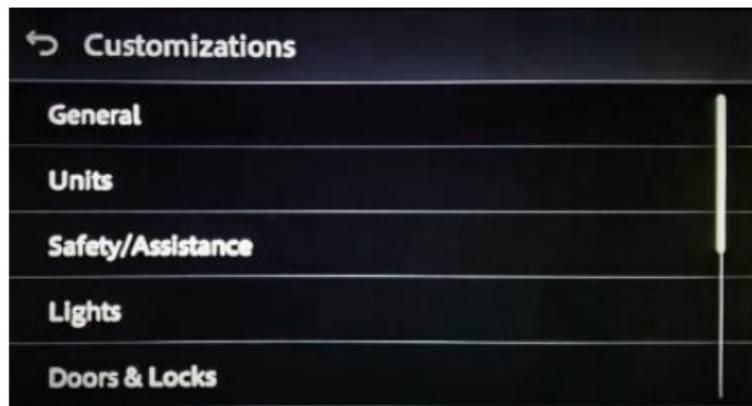 Customizations
General
Units
Safety/Assistance
Lights
Doors & Locks